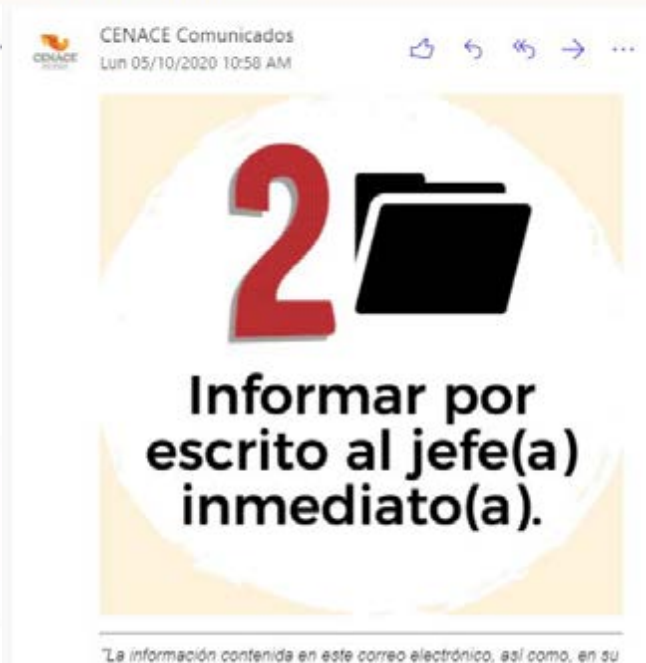 CENACE Comunicados
CENACE
Lun 05/10/2020 10:58 AM
2
Informar por
escrito al jefe(a)
inmediato(a).
"La información contenida en este correo electrónico, así como, en su